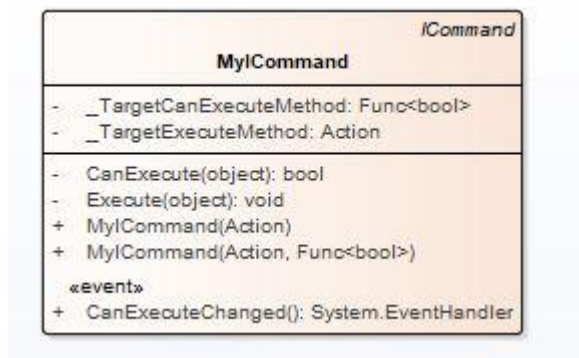 ICommand
MyICommand
- _TargetCanExecuteMethod: Func<bool>
- _TargetExecuteMethod: Action
- CanExecute(object): bool
- Execute(object): void
+ MyICommand(Action)
+ MyICommand(Action, Func<bool>)
«event»
+ CanExecuteChanged(): System.EventHandler